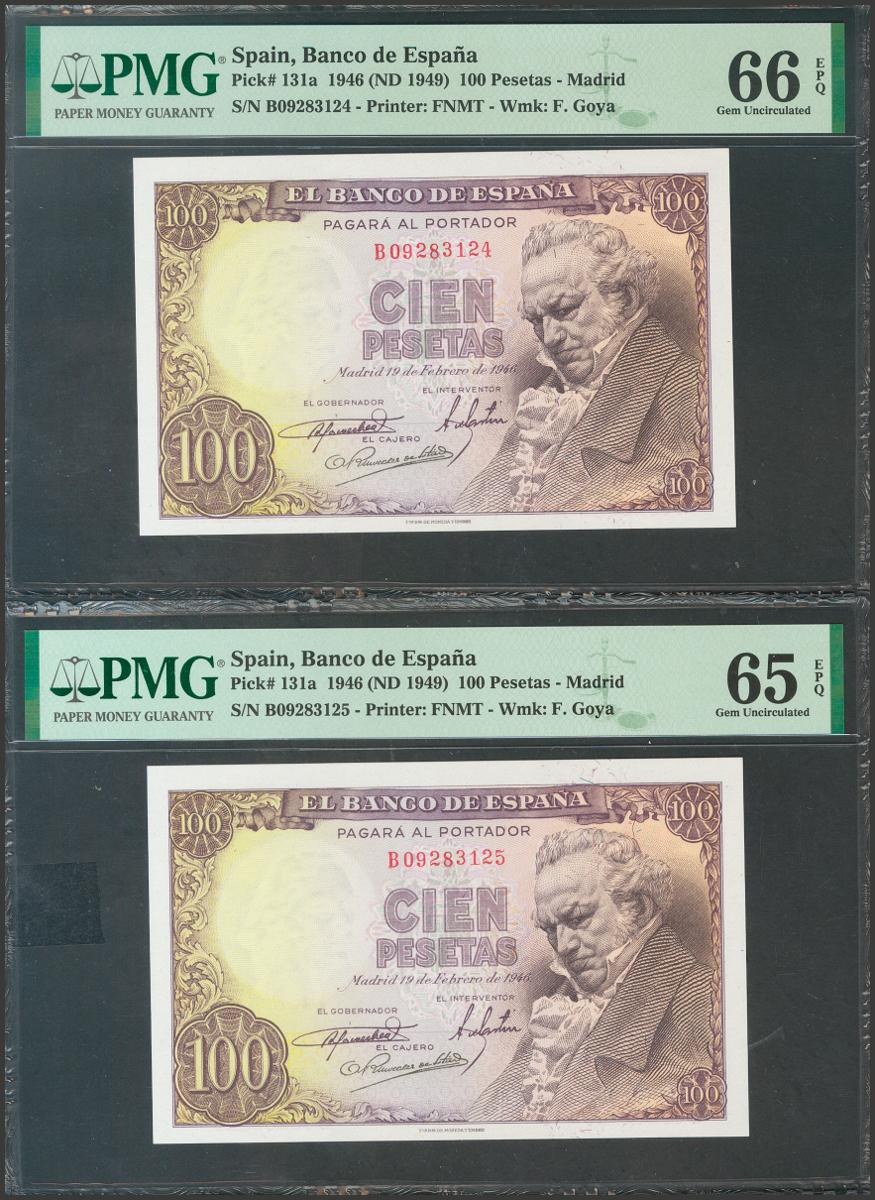 PMG®
PAPER MONEY GUARANTY
Spain, Banco de España
Pick# 131a 1946 (ND 1949) 100 Pesetas - Madrid
S/N B09283124 - Printer: FNMT - Wmk: F. Goya
66 EPQ
Gem Uncirculated
100 EL BANCO DE ESPAÑA 100
PAGARÁ AL PORTADOR
B09283124
CIEN
PESETAS
Madrid 19 de Febrero de 1946
EL INTERVENTOR
EL GOBERNADOR
EL CAJERO
100
100
PMG®
PAPER MONEY GUARANTY
Spain, Banco de España
Pick# 131a 1946 (ND 1949) 100 Pesetas - Madrid
S/N B09283125 - Printer: FNMT - Wmk: F. Goya
65 EPQ
Gem Uncirculated
100 EL BANCO DE ESPAÑA 100
PAGARÁ AL PORTADOR
B09283125
CIEN
PESETAS
Madrid 19 de Febrero de 1946
EL INTERVENTOR
EL GOBERNADOR
EL CAJERO
100
100